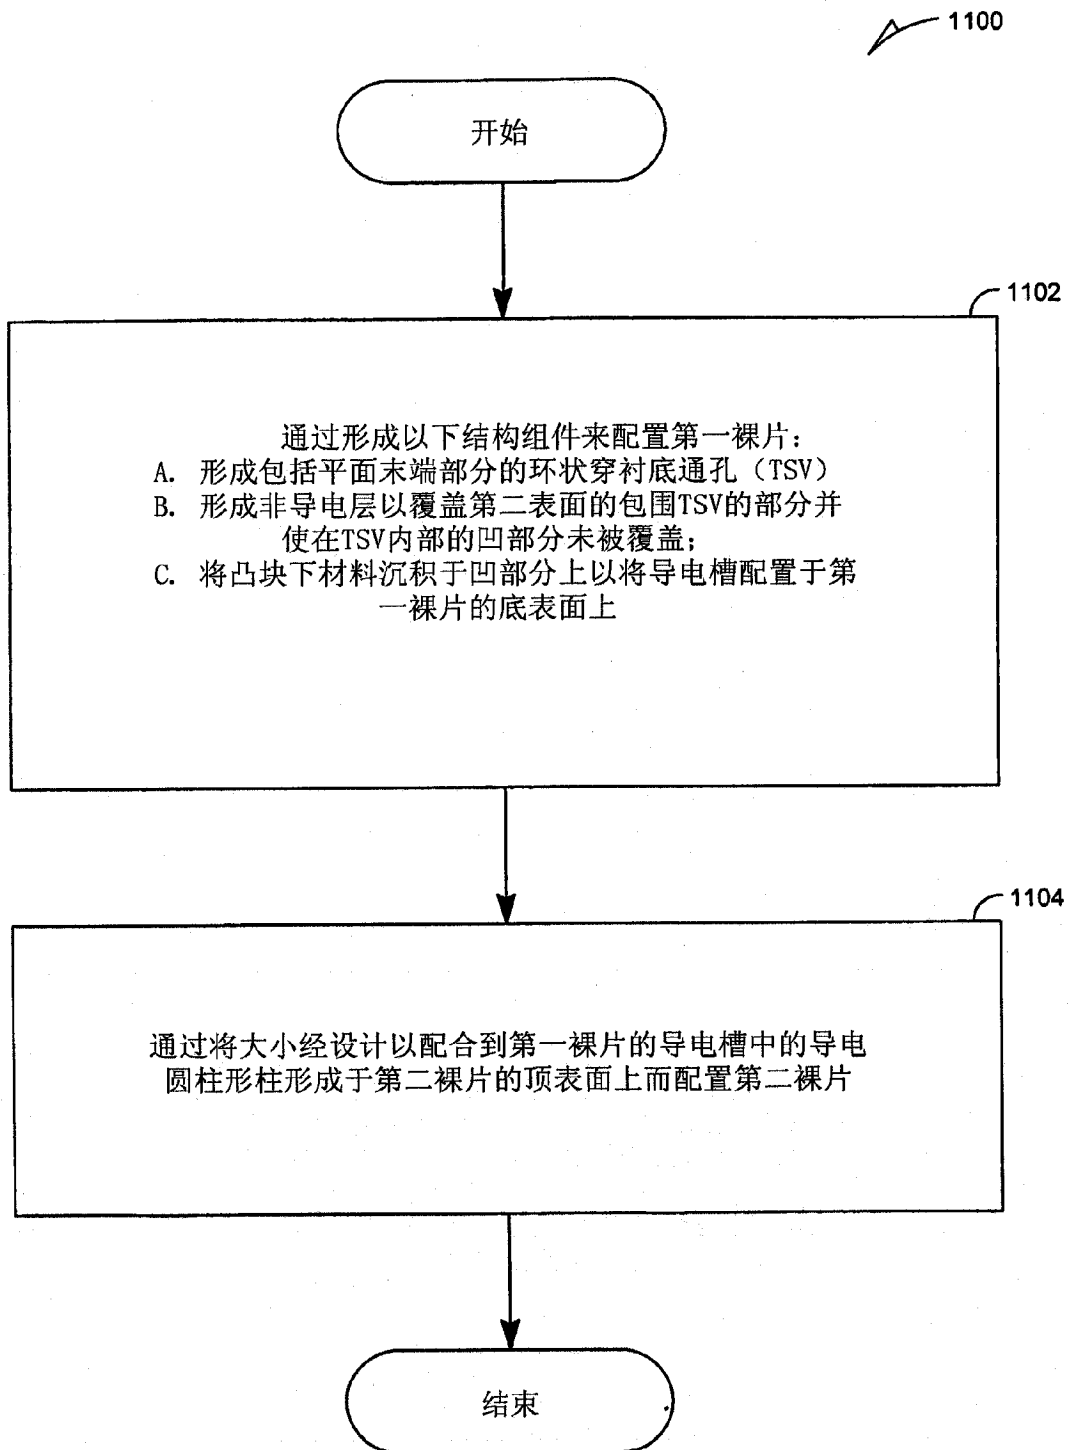 1100
开始
1102
通过形成以下结构组件来配置第一裸片：
A. 形成包括平面末端部分的环状穿衬底通孔（TSV）
B. 形成非导电层以覆盖第二表面的包围TSV的部分并
使在TSV内部的凹部分未被覆盖；
C. 将凸块下材料沉积于凹部分上以将导电槽配置于第
一裸片的底表面上
1104
通过将大小经设计以配合到第一裸片的导电槽中的导电
圆柱形柱形成于第二裸片的顶表面上而配置第二裸片
结束